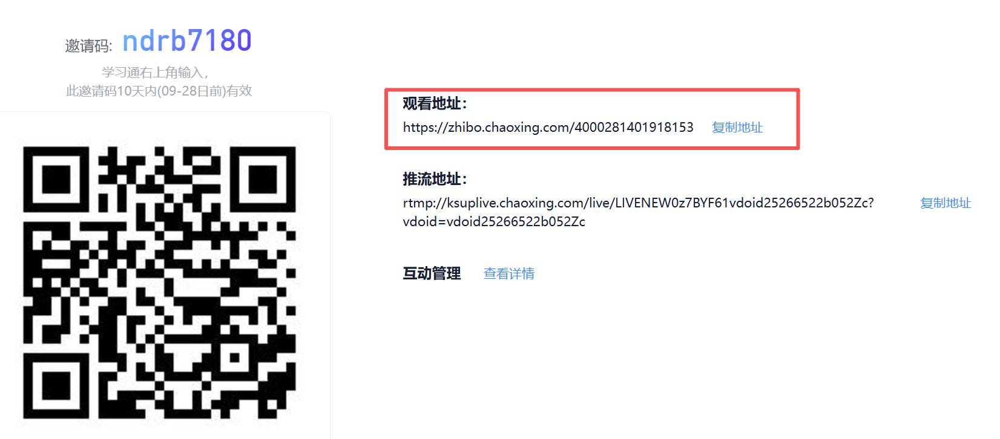 邀请码: ndrb7180
学习通右上角输入，
此邀请码10天内(09-28日前)有效
观看地址：
https://zhibo.chaoxing.com/4000281401918153 复制地址
推流地址：
rtmp://ksuplive.chaoxing.com/live/LIVENEW0z7BYF61vdoid25266522b052Zc? 复制地址
vdoid=vdoid25266522b052Zc
互动管理 查看详情